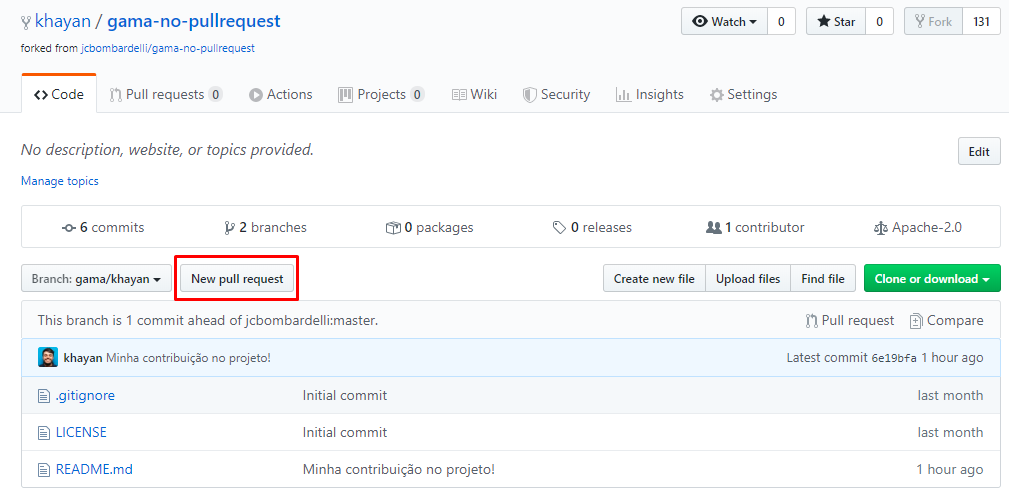 khayan / gama-no-pullrequest
Watch 0 Star 0 Fork 131
forked from jcbombardelli/gama-no-pullrequest
Code Pull requests 0 Actions Projects 0 Wiki Security Insights Settings
No description, website, or topics provided.
Edit
Manage topics
6 commits 2 branches 0 packages 0 releases 1 contributor Apache-2.0
Branch: gama/khayan New pull request Create new file Upload files Find file Clone or download
This branch is 1 commit ahead of jcbombardelli:master. Pull request Compare
khayan Minha contribuição no projeto! Latest commit 6e19bfa 1 hour ago
.gitignore Initial commit last month
LICENSE Initial commit last month
README.md Minha contribuição no projeto! 1 hour ago